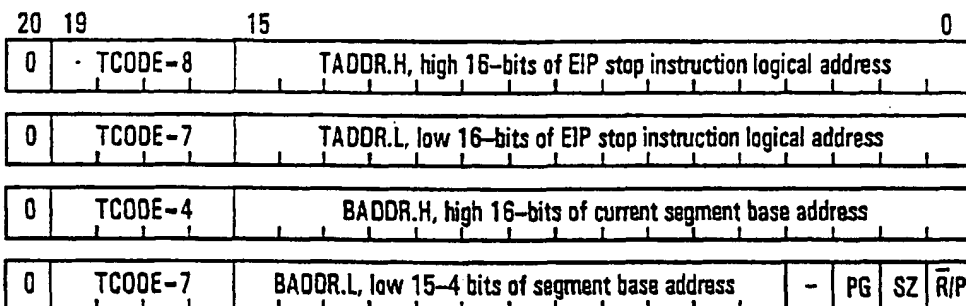 20 19 15 0
0 TCODE-8 TADDR.H, high 16-bits of EIP stop instruction logical address
0 TCODE-7 TADDR.L, low 16-bits of EIP stop instruction logical address
0 TCODE-4 BADDR.H, high 16-bits of current segment base address
0 TCODE-7 BADDR.L, low 15-4 bits of segment base address - PG SZ R̅/P